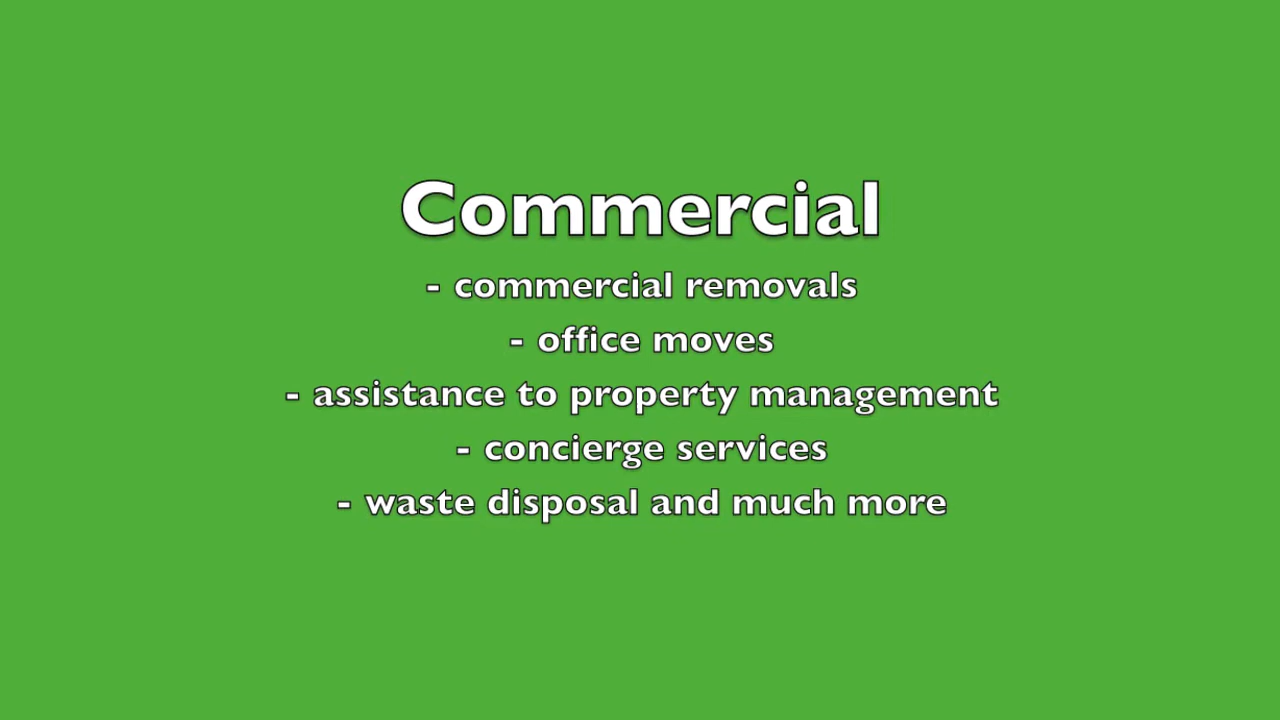 Commercial
- commercial removals
- office moves
- assistance to property management
- concierge services
- waste disposal and much more